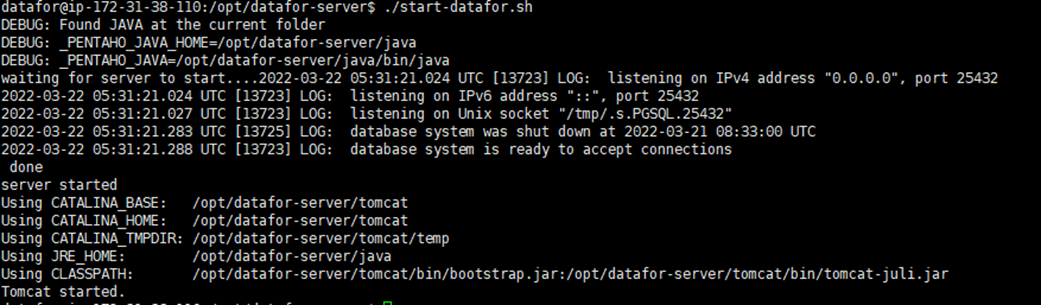 datafor@ip-172-31-38-110:/opt/datafor-server$ ./start-datafor.sh
DEBUG: Found JAVA at the current folder
DEBUG: _PENTAHO_JAVA_HOME=/opt/datafor-server/java
DEBUG: _PENTAHO_JAVA=/opt/datafor-server/java/bin/java
waiting for server to start....2022-03-22 05:31:21.024 UTC [13723] LOG:  listening on IPv4 address "0.0.0.0", port 25432
2022-03-22 05:31:21.024 UTC [13723] LOG:  listening on IPv6 address "::", port 25432
2022-03-22 05:31:21.027 UTC [13723] LOG:  listening on Unix socket "/tmp/.s.PGSQL.25432"
2022-03-22 05:31:21.283 UTC [13725] LOG:  database system was shut down at 2022-03-21 08:33:00 UTC
2022-03-22 05:31:21.288 UTC [13723] LOG:  database system is ready to accept connections
 done
server started
Using CATALINA_BASE:   /opt/datafor-server/tomcat
Using CATALINA_HOME:   /opt/datafor-server/tomcat
Using CATALINA_TMPDIR: /opt/datafor-server/tomcat/temp
Using JRE_HOME:        /opt/datafor-server/java
Using CLASSPATH:       /opt/datafor-server/tomcat/bin/bootstrap.jar:/opt/datafor-server/tomcat/bin/tomcat-juli.jar
Tomcat started.